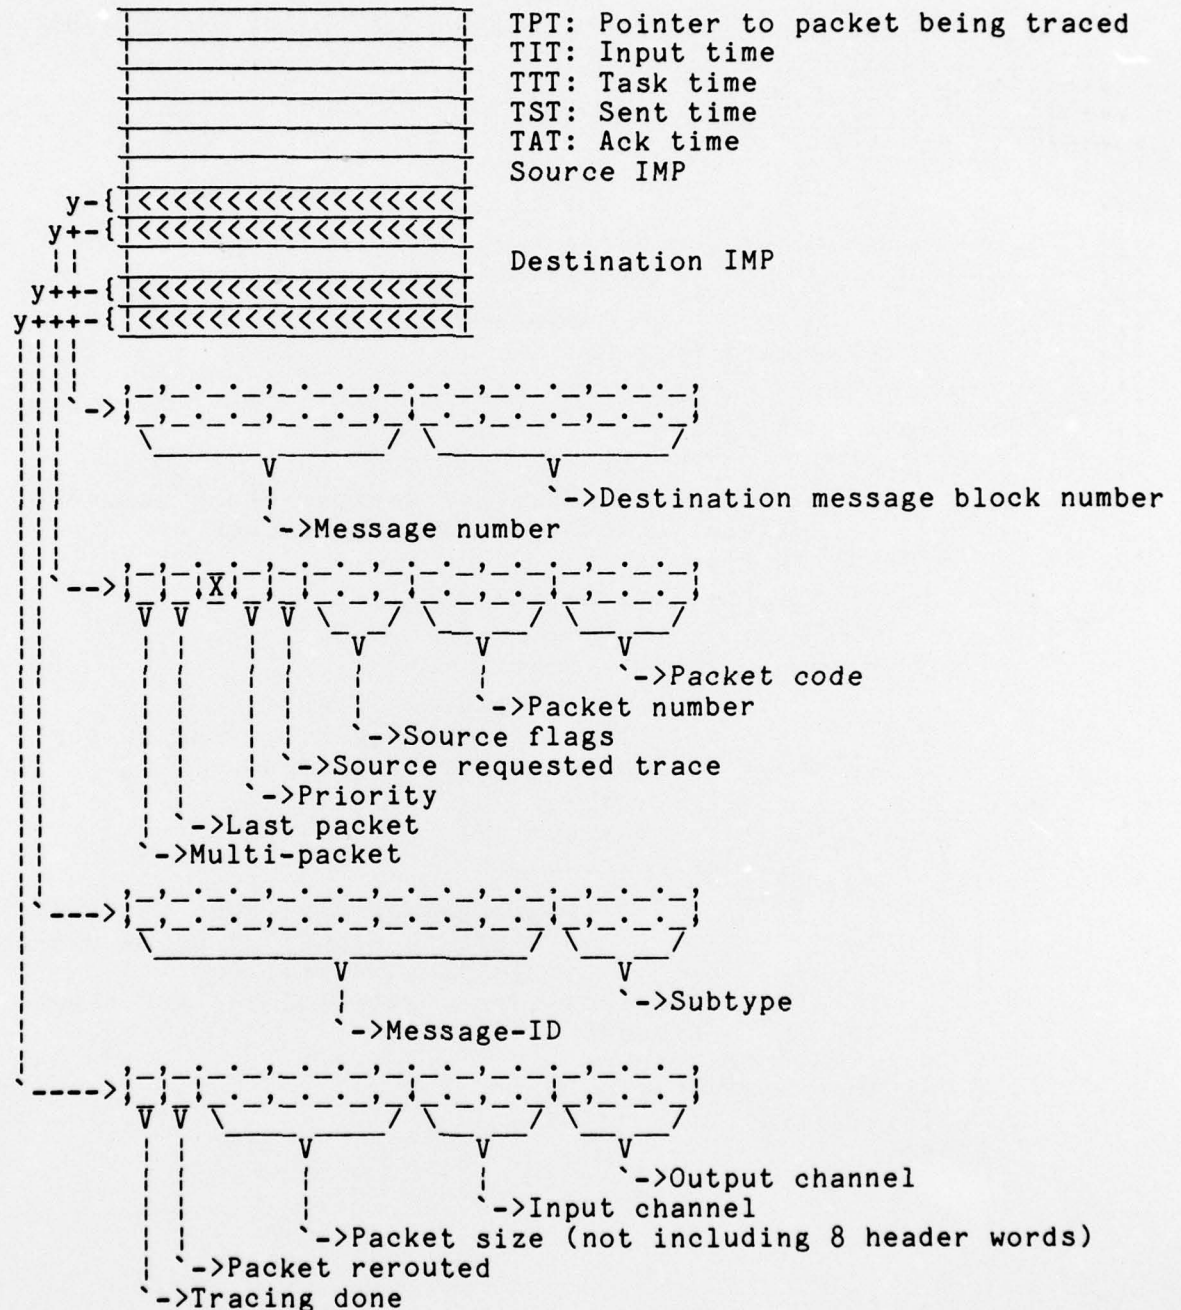 TPT: Pointer to packet being traced
TIT: Input time
TTT: Task time
TST: Sent time
TAT: Ack time
Source IMP
y-{ <<<<<<<<<<<<<<<<<<
y+-{ <<<<<<<<<<<<<<<<<<
Destination IMP
y++-{ <<<<<<<<<<<<<<<<<<
y+++-{ <<<<<<<<<<<<<<<<<<
`->
V V
`->Destination message block number
`->Message number
`--> X
V V V V
V V V
`->Packet code
`->Packet number
`->Source flags
`->Source requested trace
`->Priority
`->Last packet
`->Multi-packet
`--->
V V
`->Subtype
`->Message-ID
`---->
V V
V V V
`->Output channel
`->Input channel
`->Packet size (not including 8 header words)
`->Packet rerouted
`->Tracing done